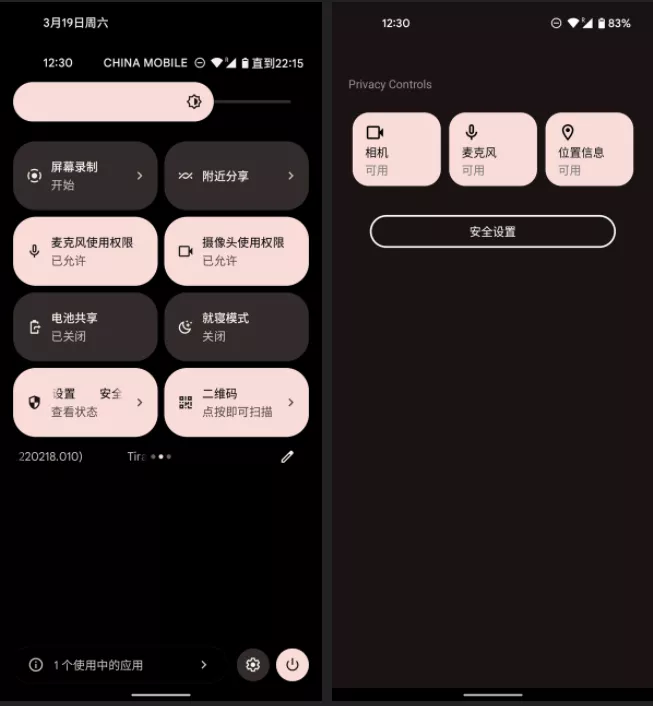 3月19日周六
12:30 CHINA MOBILE 直到22:15
屏幕录制
开始
附近分享
麦克风使用权限
已允许
摄像头使用权限
已允许
电池共享
已关闭
就寝模式
关闭
设置 安全
查看状态
二维码
点按即可扫描
220218.010) Tira
1 个使用中的应用
12:30 83%
Privacy Controls
相机
可用
麦克风
可用
位置信息
可用
安全设置